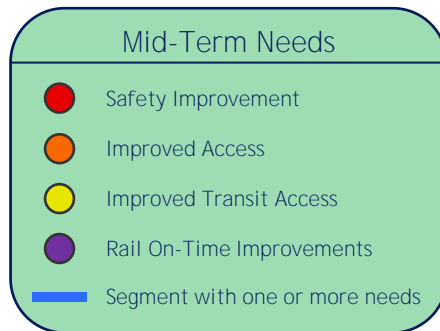 Mid-Term Needs
Safety Improvement
Improved Access
Improved Transit Access
Rail On-Time Improvements
Segment with one or more needs